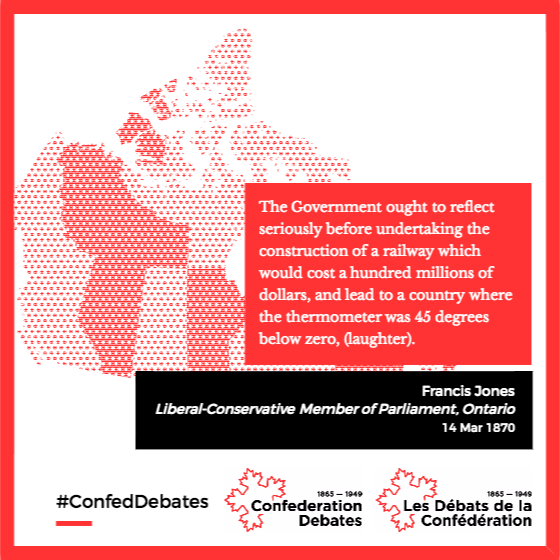 The Government ought to reflect
seriously before undertaking the
construction of a railway which
would cost a hundred millions of
dollars, and lead to a country where
the thermometer was 45 degrees
below zero, (laughter).
Francis Jones
Liberal-Conservative Member of Parliament, Ontario
14 Mar 1870
#ConfedDebates
1865 — 1949
Confederation
Debates
1865 — 1949
Les Débats de la
Confédération